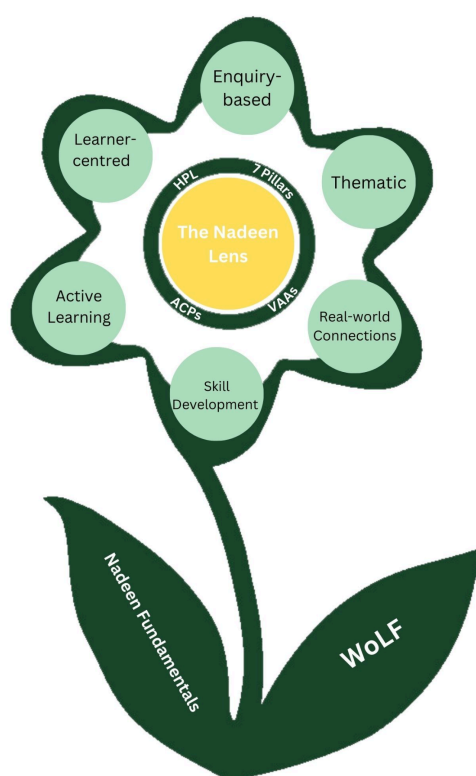 Enquiry-
based
Learner-
centred
Thematic
HPL
7 Pillars
The Nadeen
Lens
ACPs
VAAs
Active
Learning
Real-world
Connections
Skill
Development
Nadeen Fundamentals
WoLF